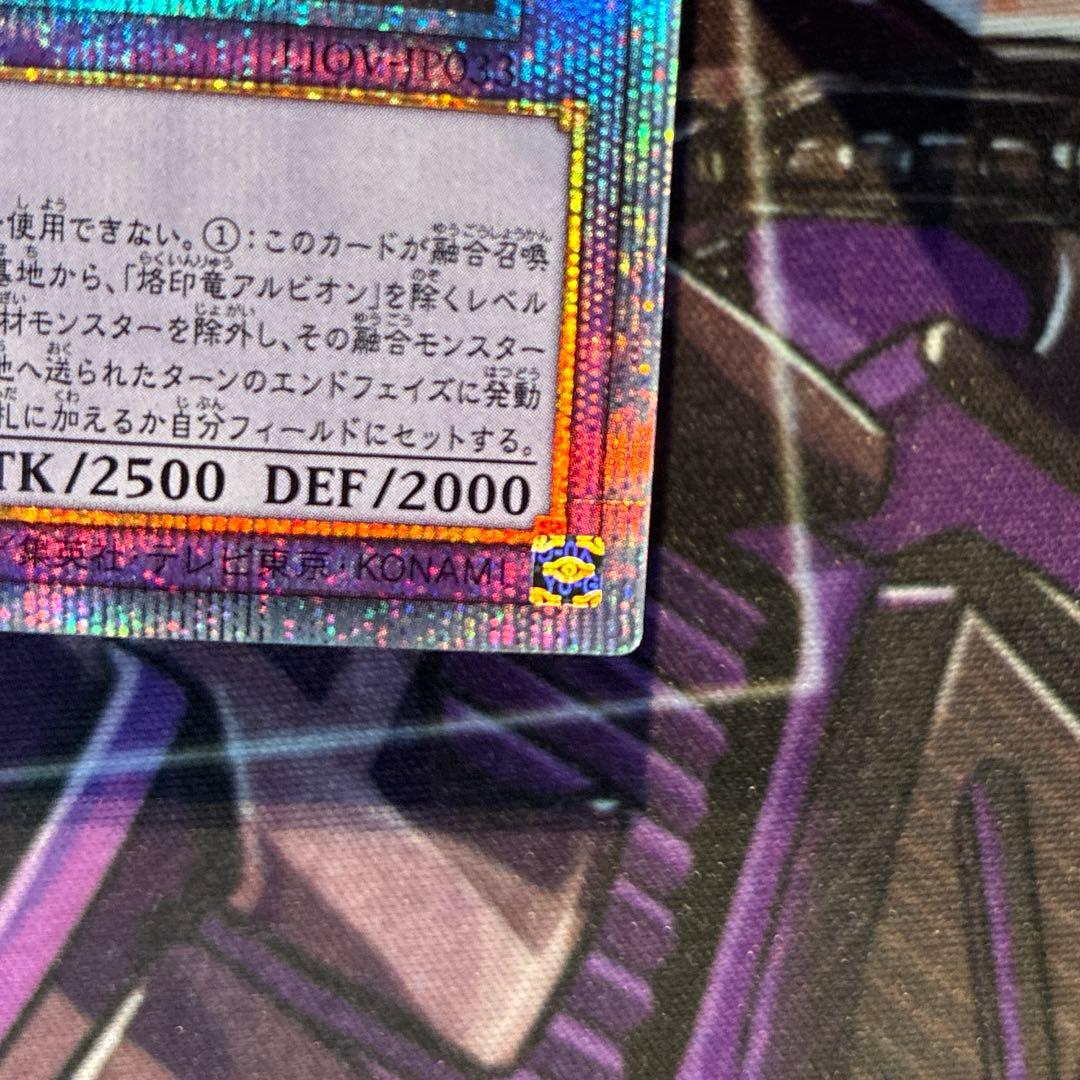 LIOV-JP033
使用できない。①：このカードが融合召喚
墓地から、「烙印竜アルビオン」を除くレベル
材モンスターを除外し、その融合モンスター
地へ送られたターンのエンドフェイズに発動
札に加えるか自分フィールドにセットする。
TK/2500 DEF/2000
集英社・テレビ東京・KONAMI